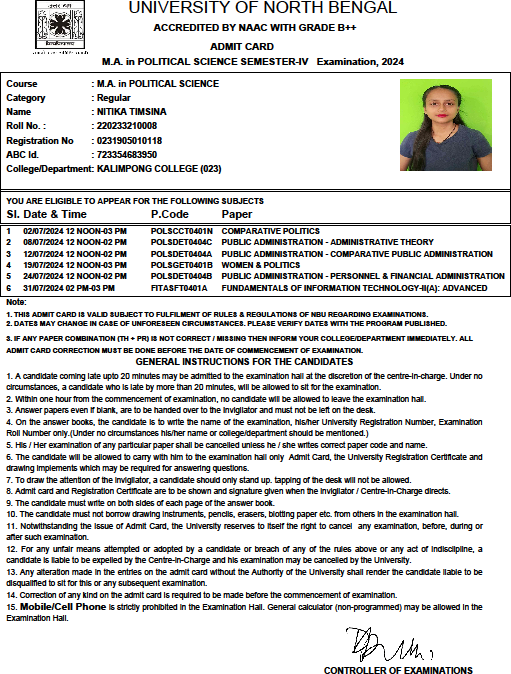 UNIVERSITY OF NORTH BENGAL
ACCREDITED BY NAAC WITH GRADE B++
ADMIT CARD
M.A. in POLITICAL SCIENCE SEMESTER-IV Examination, 2024
Course : M.A. in POLITICAL SCIENCE
Category : Regular
Name : NITIKA TIMSINA
Roll No. : : 220233210008
Registration No : 0231905010118
ABC Id. : 723354683950
College/Department: KALIMPONG COLLEGE (023)
YOU ARE ELIGIBLE TO APPEAR FOR THE FOLLOWING SUBJECTS
Sl. Date & Time P.Code Paper
1 02/07/2024 12 NOON-03 PM POLSCCT0401N COMPARATIVE POLITICS
2 08/07/2024 12 NOON-02 PM POLSDET0404C PUBLIC ADMINISTRATION - ADMINISTRATIVE THEORY
3 12/07/2024 12 NOON-02 PM POLSDET0404A PUBLIC ADMINISTRATION - COMPARATIVE PUBLIC ADMINISTRATION
4 19/07/2024 12 NOON-03 PM POLSDET0401B WOMEN & POLITICS
5 24/07/2024 12 NOON-02 PM POLSDET0404B PUBLIC ADMINISTRATION - PERSONNEL & FINANCIAL ADMINISTRATION
6 31/07/2024 02 PM-03 PM FITASFT0401A FUNDAMENTALS OF INFORMATION TECHNOLOGY-II(A): ADVANCED
Note:
1. THIS ADMIT CARD IS VALID SUBJECT TO FULFILMENT OF RULES & REGULATIONS OF NBU REGARDING EXAMINATIONS.
2. DATES MAY CHANGE IN CASE OF UNFORESEEN CIRCUMSTANCES. PLEASE VERIFY DATES WITH THE PROGRAM PUBLISHED.
3. IF ANY PAPER COMBINATION (TH + PR) IS NOT CORRECT / MISSING THEN INFORM YOUR COLLEGE/DEPARTMENT IMMEDIATELY. ALL
ADMIT CARD CORRECTION MUST BE DONE BEFORE THE DATE OF COMMENCEMENT OF EXAMINATION.
GENERAL INSTRUCTIONS FOR THE CANDIDATES
1. A candidate coming late upto 20 minutes may be admitted to the examination hall at the discretion of the centre-in-charge. Under no
circumstances, a candidate who is late by more than 20 minutes, will be allowed to sit for the examination.
2. Within one hour from the commencement of examination, no candidate will be allowed to leave the examination hall.
3. Answer papers even if blank, are to be handed over to the invigilator and must not be left on the desk.
4. On the answer books, the candidate is to write the name of the examination, his/her University Registration Number, Examination
Roll Number only.(Under no circumstances his/her name or college/department should be mentioned.)
5. His / Her examination of any particular paper shall be cancelled unless he / she writes correct paper code and name.
6. The candidate will be allowed to carry with him to the examination hall only Admit Card, the University Registration Certificate and
drawing implements which may be required for answering questions.
7. To draw the attention of the invigilator, a candidate should only stand up. tapping of the desk will not be allowed.
8. Admit card and Registration Certificate are to be shown and signature given when the invigilator / Centre-in-Charge directs.
9. The candidate must write on both sides of each page of the answer book.
10. The candidate must not borrow drawing instruments, pencils, erasers, blotting paper etc. from others in the examination hall.
11. Notwithstanding the issue of Admit Card, the University reserves to itself the right to cancel any examination, before, during or
after such examination.
12. For any unfair means attempted or adopted by a candidate or breach of any of the rules above or any act of indiscipline, a
candidate is liable to be expelled by the Centre-in-Charge and his examination may be cancelled by the University.
13. Any alteration made in the entries on the admit card without the Authority of the University shall render the candidate liable to be
disqualified to sit for this or any subsequent examination.
14. Correction of any kind on the admit card is required to be made before the commencement of examination.
15. Mobile/Cell Phone is strictly prohibited in the Examination Hall. General calculator (non-programmed) may be allowed in the
Examination Hall.
CONTROLLER OF EXAMINATIONS